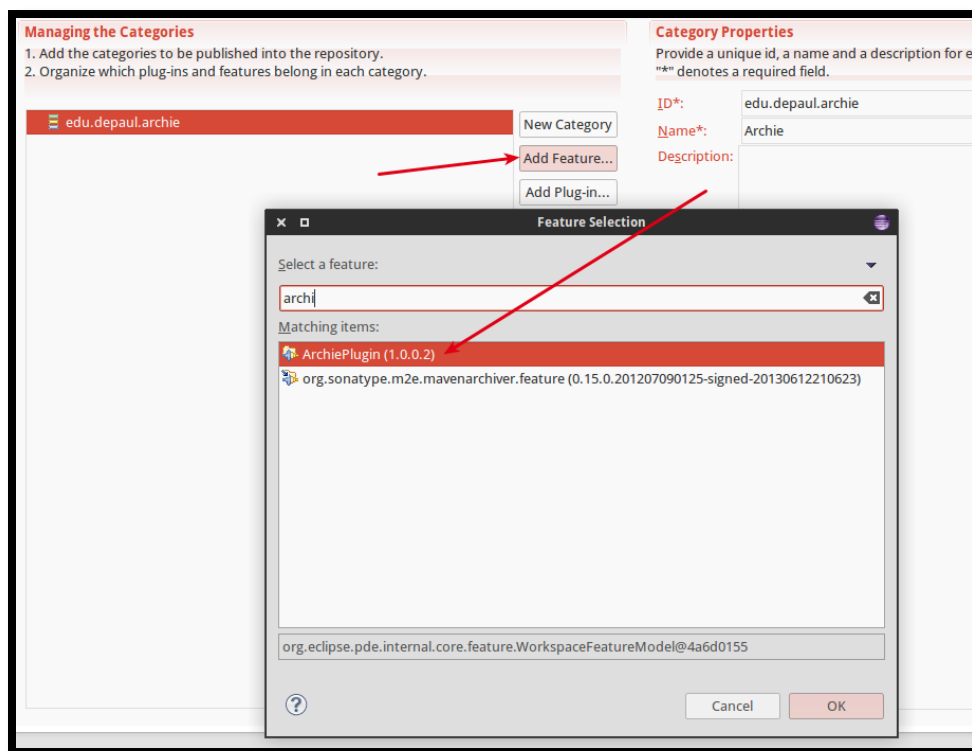 Managing the Categories
1. Add the categories to be published into the repository.
2. Organize which plug-ins and features belong in each category.
edu.depaul.archie
New Category
Add Feature...
Add Plug-in...
Category Properties
Provide a unique id, a name and a description for e
"*" denotes a required field.
ID*:
edu.depaul.archie
Name*:
Archie
Description:
Feature Selection
Select a feature:
archi
Matching items:
ArchiePlugin (1.0.0.2)
org.sonatype.m2e.mavenarchiver.feature (0.15.0.201207090125-signed-20130612210623)
org.eclipse.pde.internal.core.feature.WorkspaceFeatureModel@4a6d0155
Cancel
OK